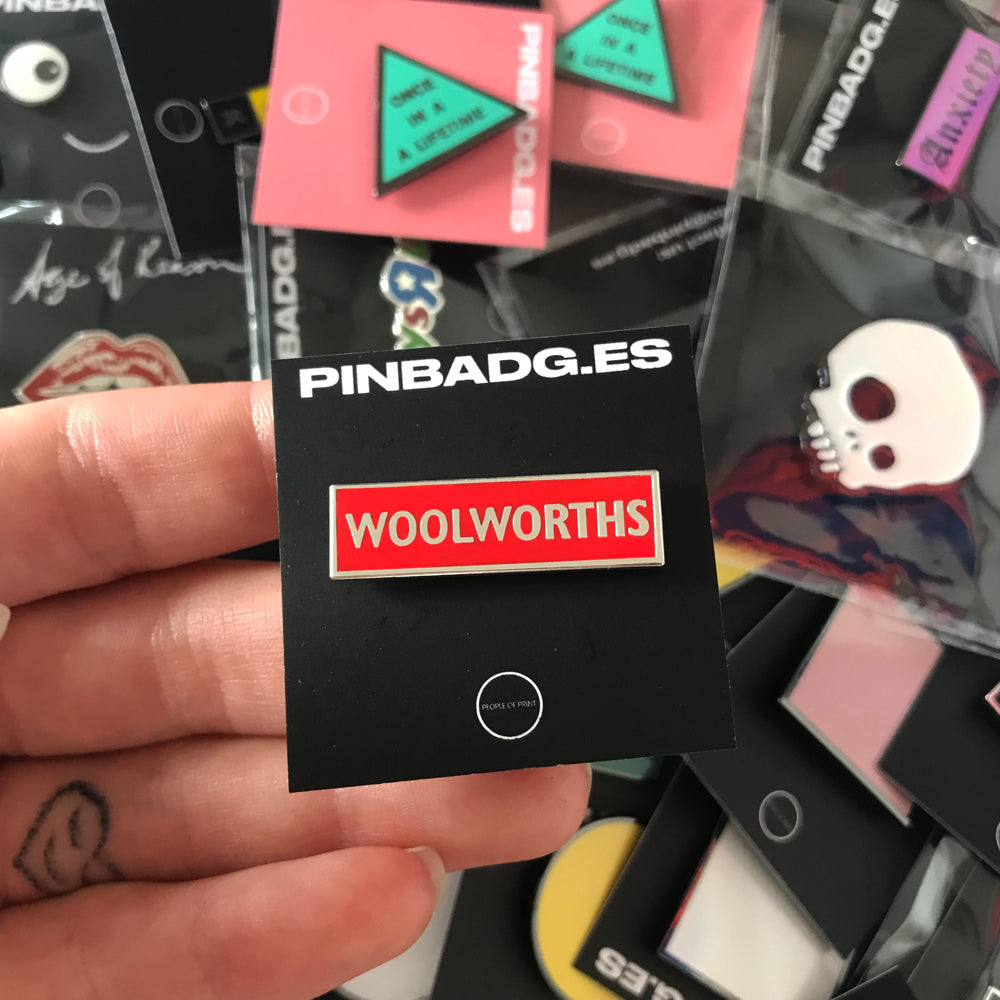 PINBADG.ES
WOOLWORTHS
PEOPLE OF PRINT
ONCE
IN A
A LIFETIME
PINBADG.ES
ONCE
IN A
A LIFETIME
PINBADG.ES
Anxiety
Age of Reason
BADG.E
G.ES